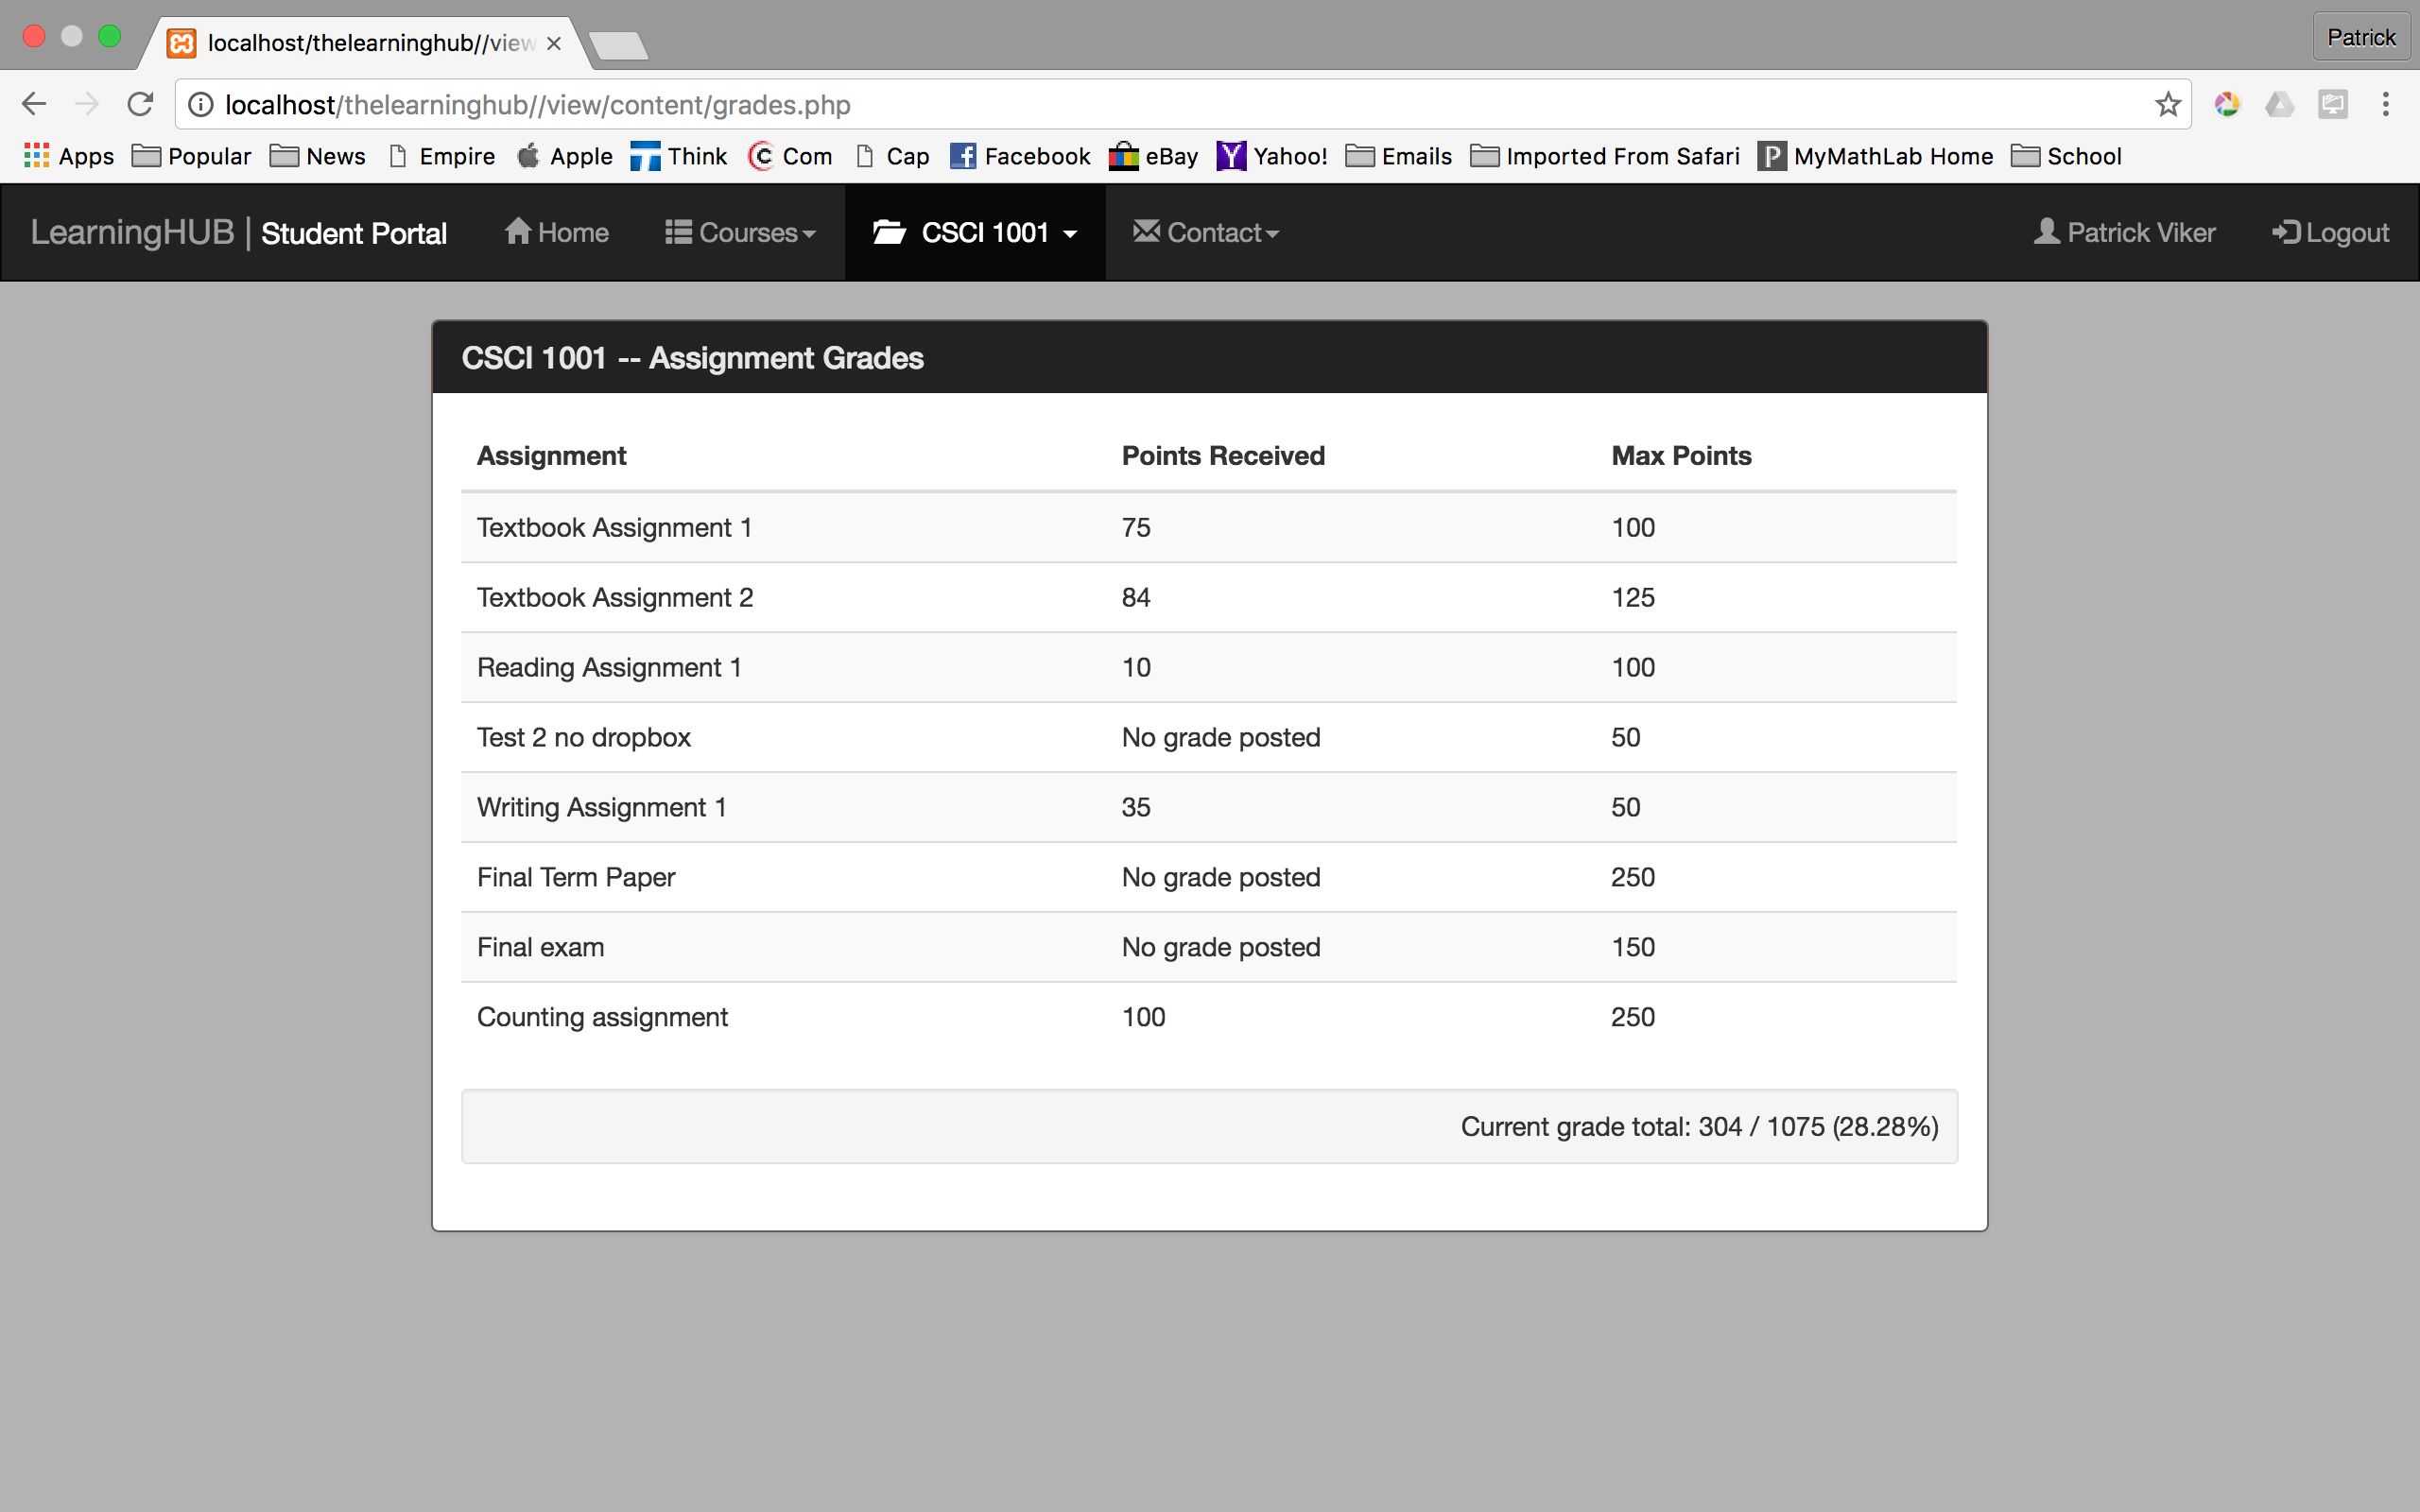 localhost/thelearninghub//view
Patrick
localhost/thelearninghub//view/content/grades.php
Apps Popular News Empire Apple Think Com Cap Facebook eBay Yahoo! Emails Imported From Safari MyMathLab Home School
LearningHUB | Student Portal Home Courses CSCI 1001 Contact Patrick Viker Logout
CSCI 1001 -- Assignment Grades
Assignment Points Received Max Points
Textbook Assignment 1 75 100
Textbook Assignment 2 84 125
Reading Assignment 1 10 100
Test 2 no dropbox No grade posted 50
Writing Assignment 1 35 50
Final Term Paper No grade posted 250
Final exam No grade posted 150
Counting assignment 100 250
Current grade total: 304 / 1075 (28.28%)